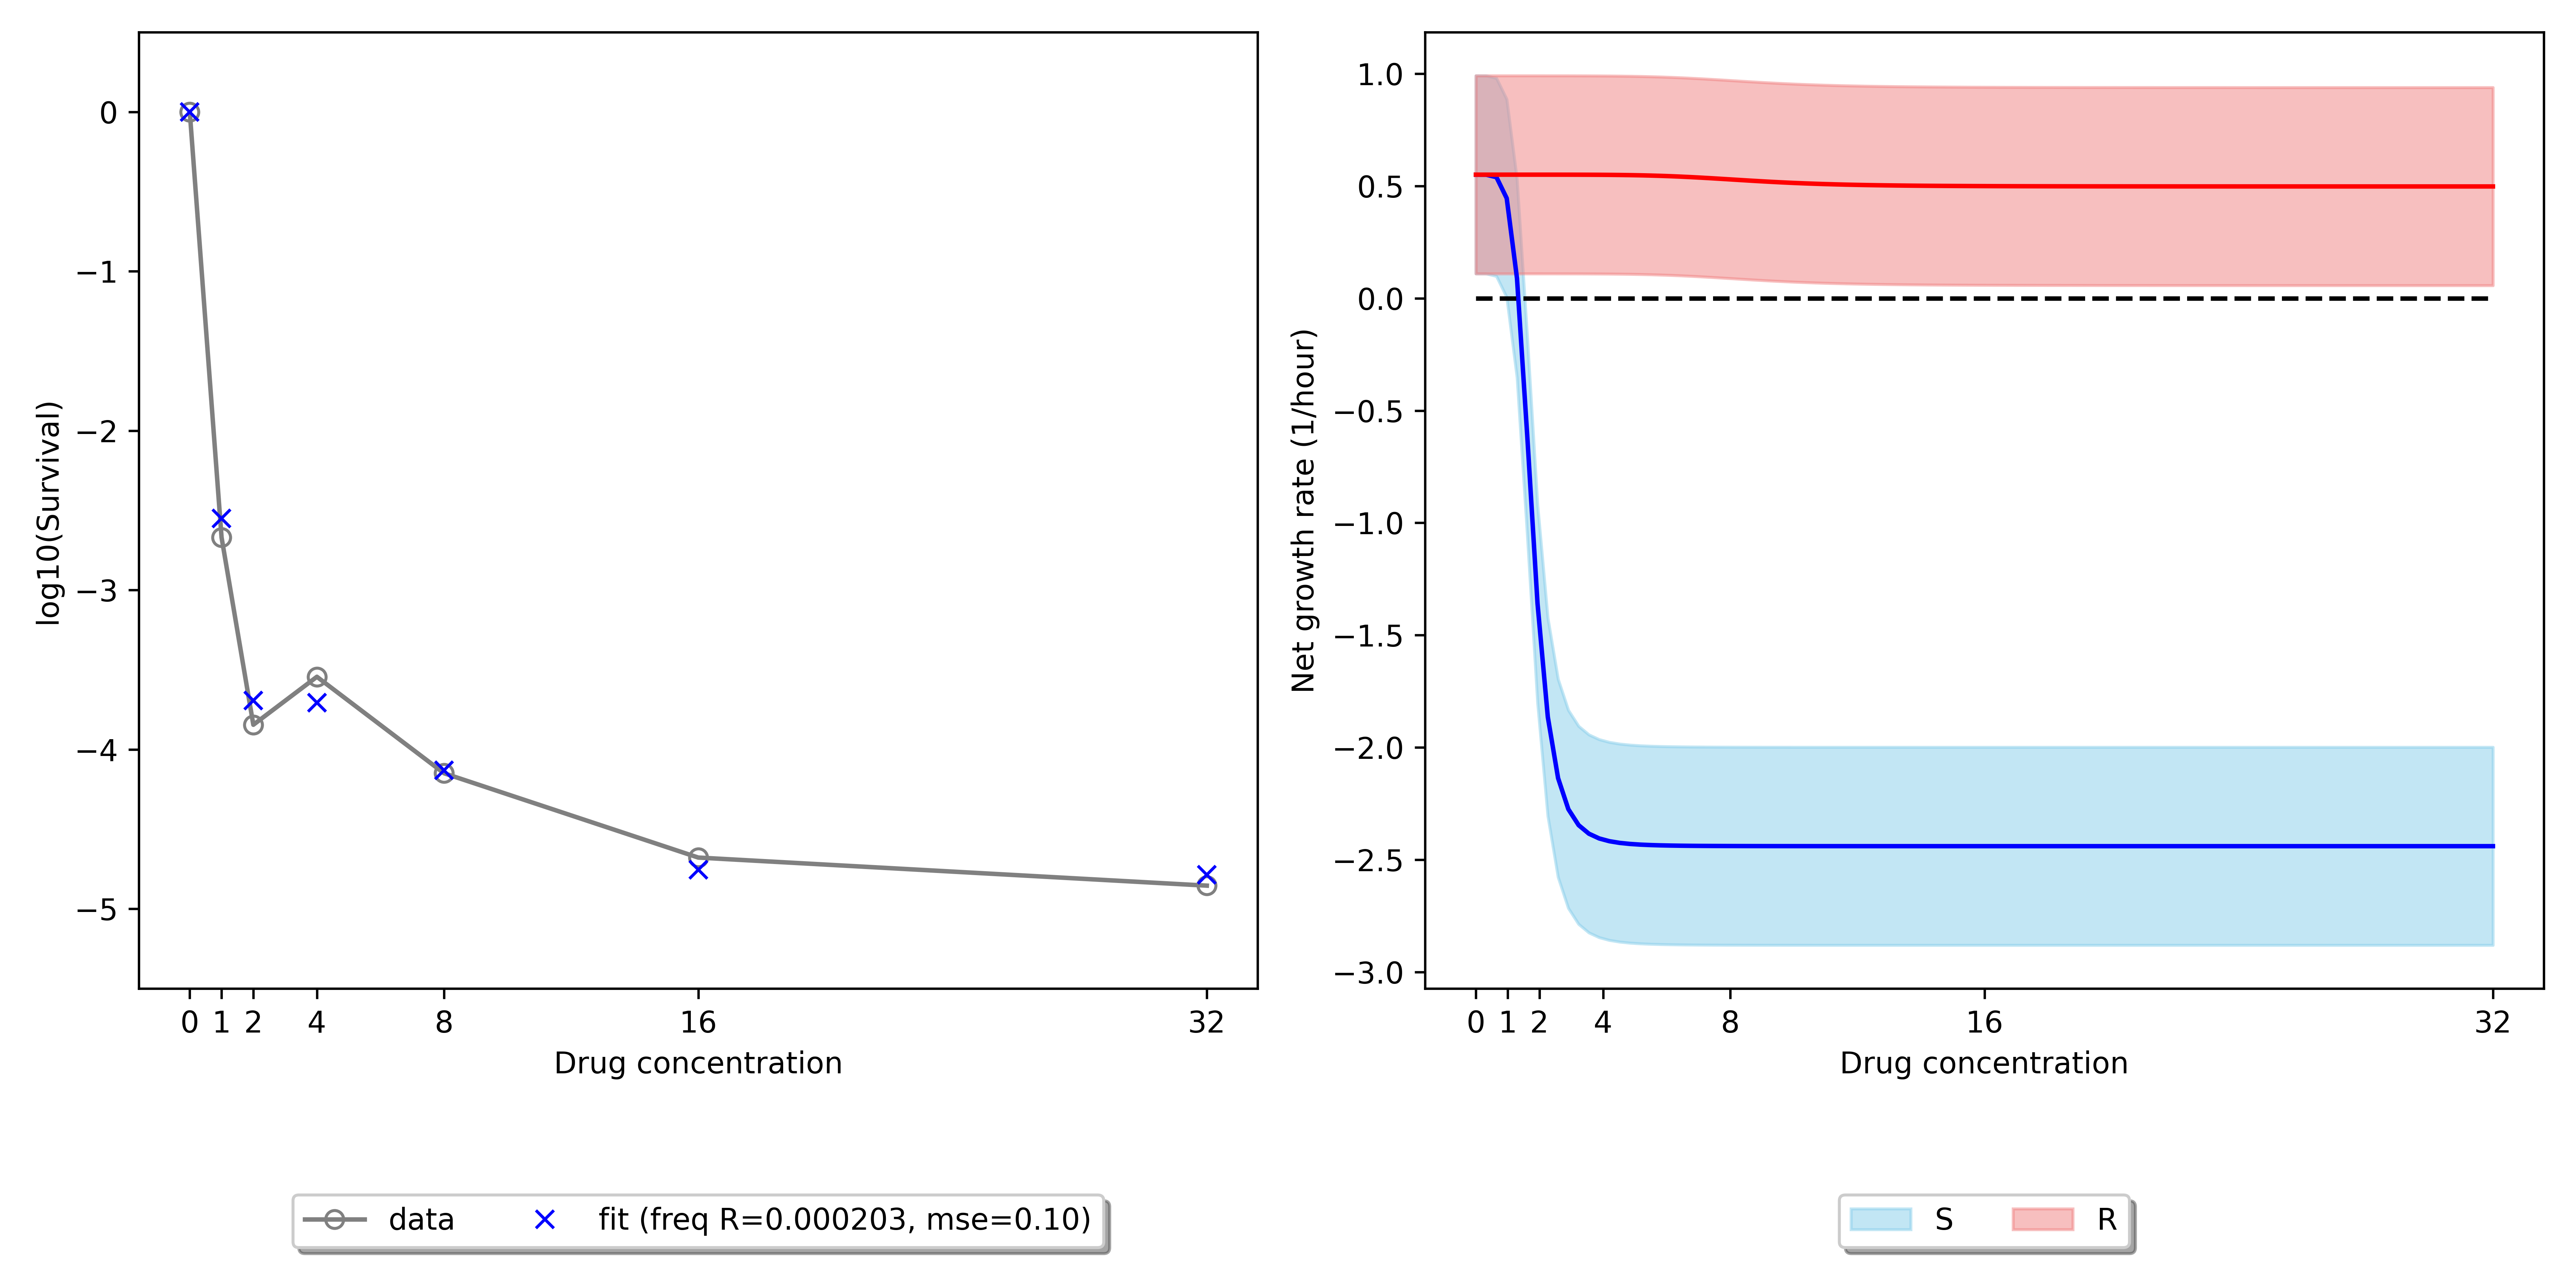 log10(Survival)
0
−1
−2
−3
−4
−5
0 1 2 4 8 16 32
Drug concentration
data fit (freq R=0.000203, mse=0.10)
Net growth rate (1/hour)
1.0
0.5
0.0
−0.5
−1.0
−1.5
−2.0
−2.5
−3.0
0 1 2 4 8 16 32
Drug concentration
S R